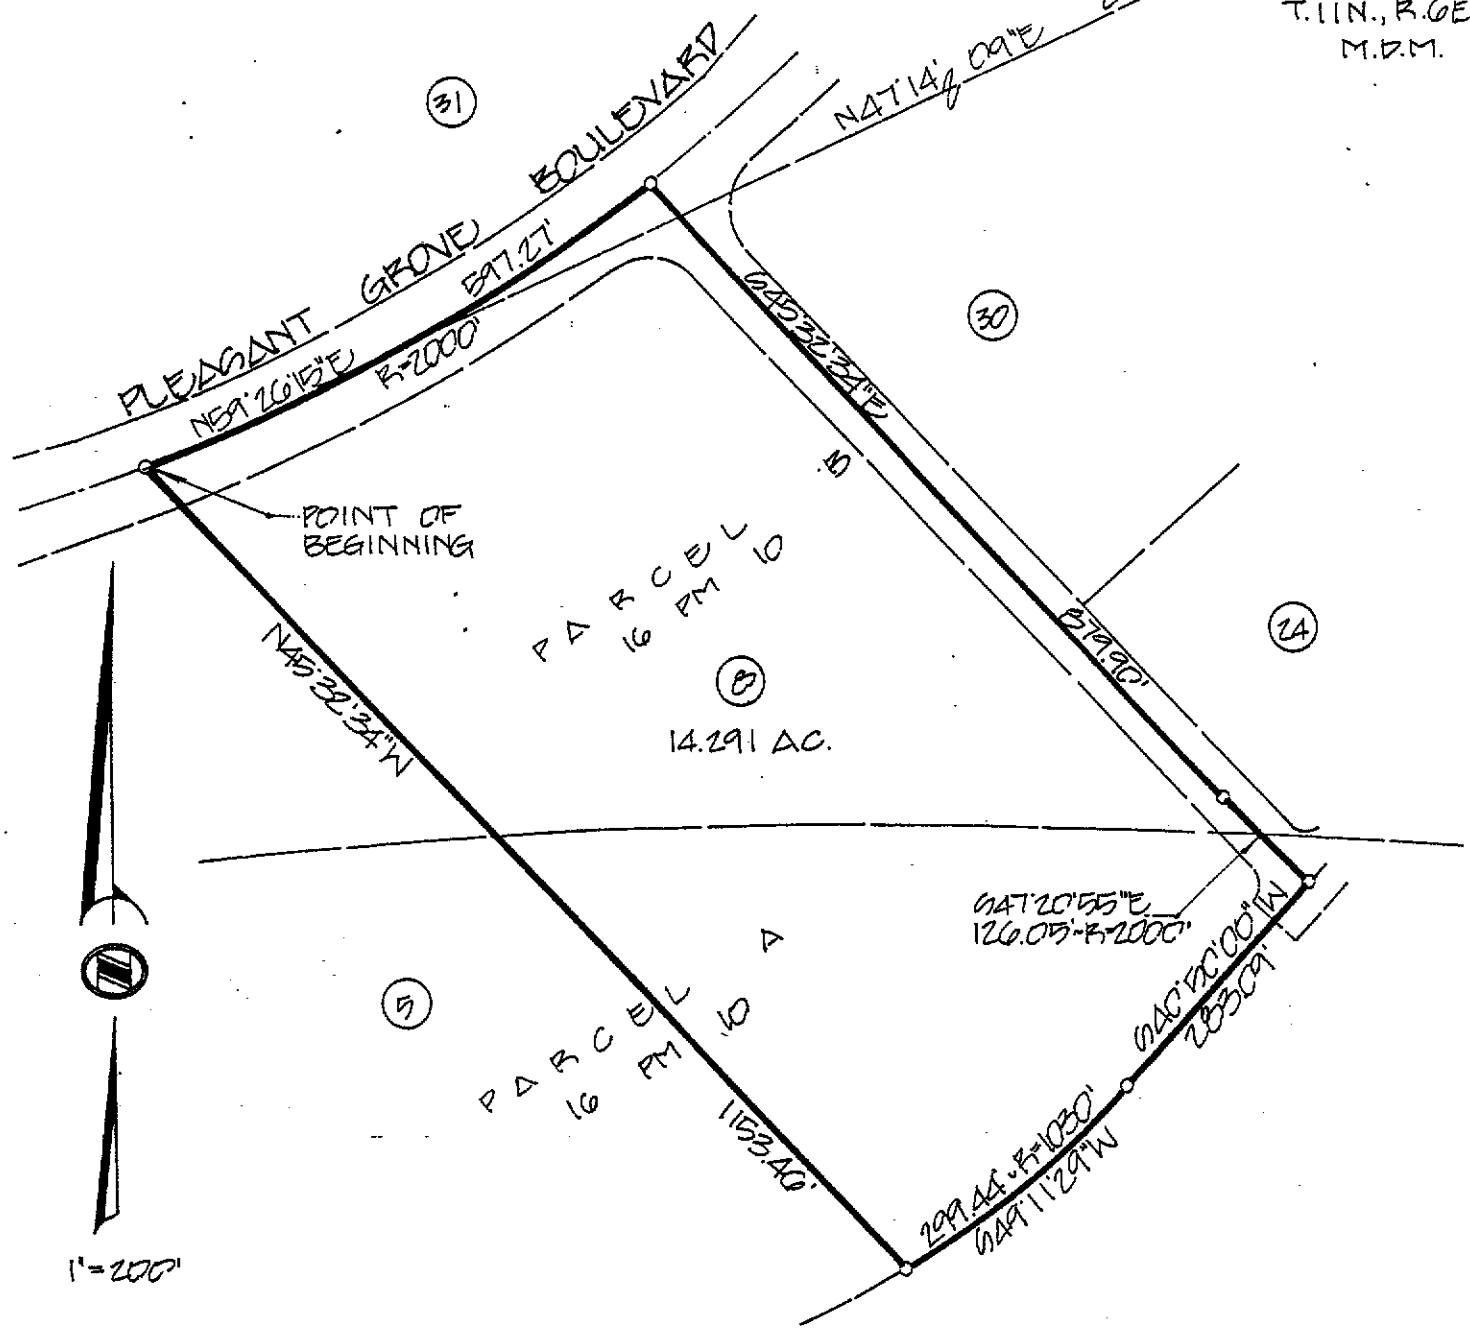 T.11N., R.6E
M.D.M.
31
PLEASANT GROVE BOULEVARD
N47°14' 09"E
597.27'
N59°26'15"E
R=2000'
S45°32'34"E
30
B
POINT OF
BEGINNING
PARCEL
16 PM 10
879.90'
24
N45°32'34"W
8
14.291 AC.
S47°20'55"E
126.05'-R=2000'
S40°50'00"W
283.09'
5
PARCEL A
16 PM 10
1153.46'
299.44'-R=1030'
S49°11'29"W
1"=200'